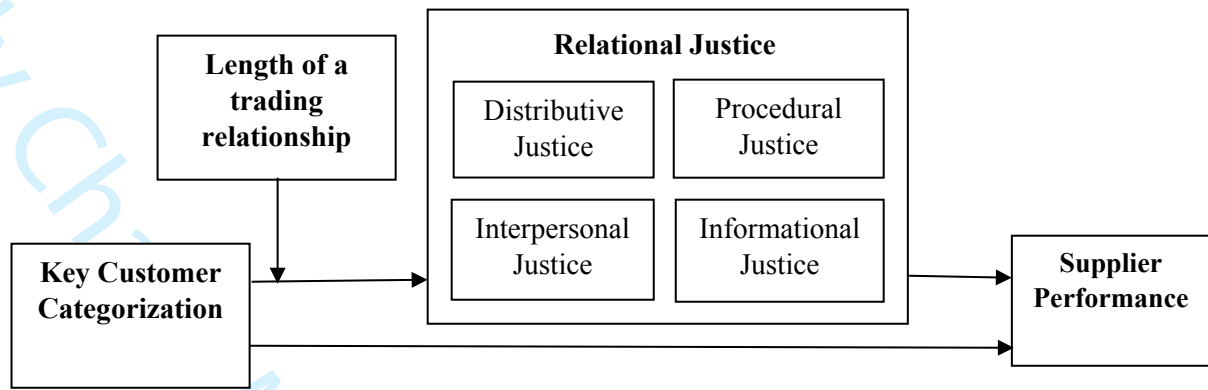 Relational Justice
Length of a
trading
relationship
Distributive
Justice
Procedural
Justice
Interpersonal
Justice
Informational
Justice
Key Customer
Categorization
Supplier
Performance